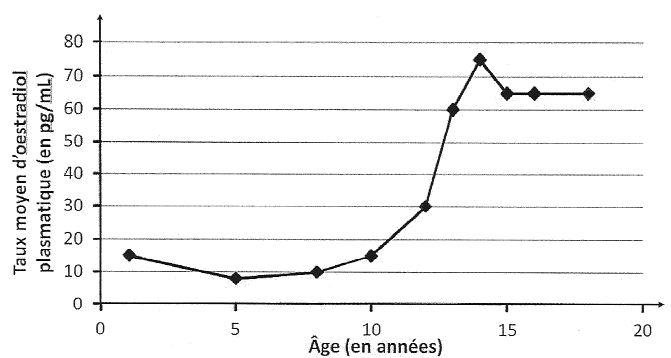 Taux moyen d'oestradiol
plasmatique (en pg/mL)
80
70
60
50
40
30
20
10
0
0 5 10 15 20
Âge (en années)